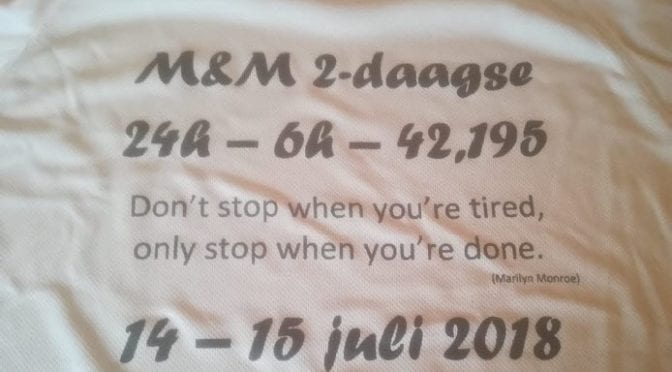 M&M 2-daagse
24h – 6h – 42,195
Don't stop when you're tired,
only stop when you're done.
(Marilyn Monroe)
14 – 15 juli 2018